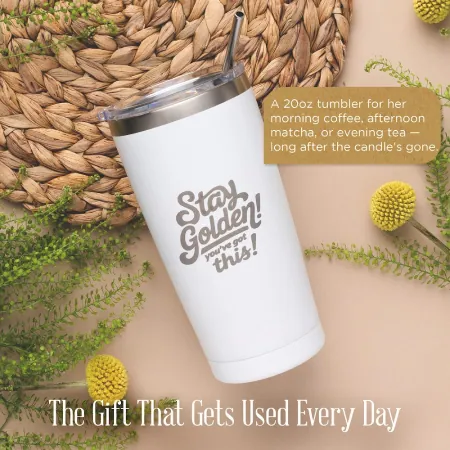 A 20oz tumbler for her
morning coffee, afternoon
matcha, or evening tea —
long after the candle's gone.
Stay
Golden!
you've got
this!
The Gift That Gets Used Every Day